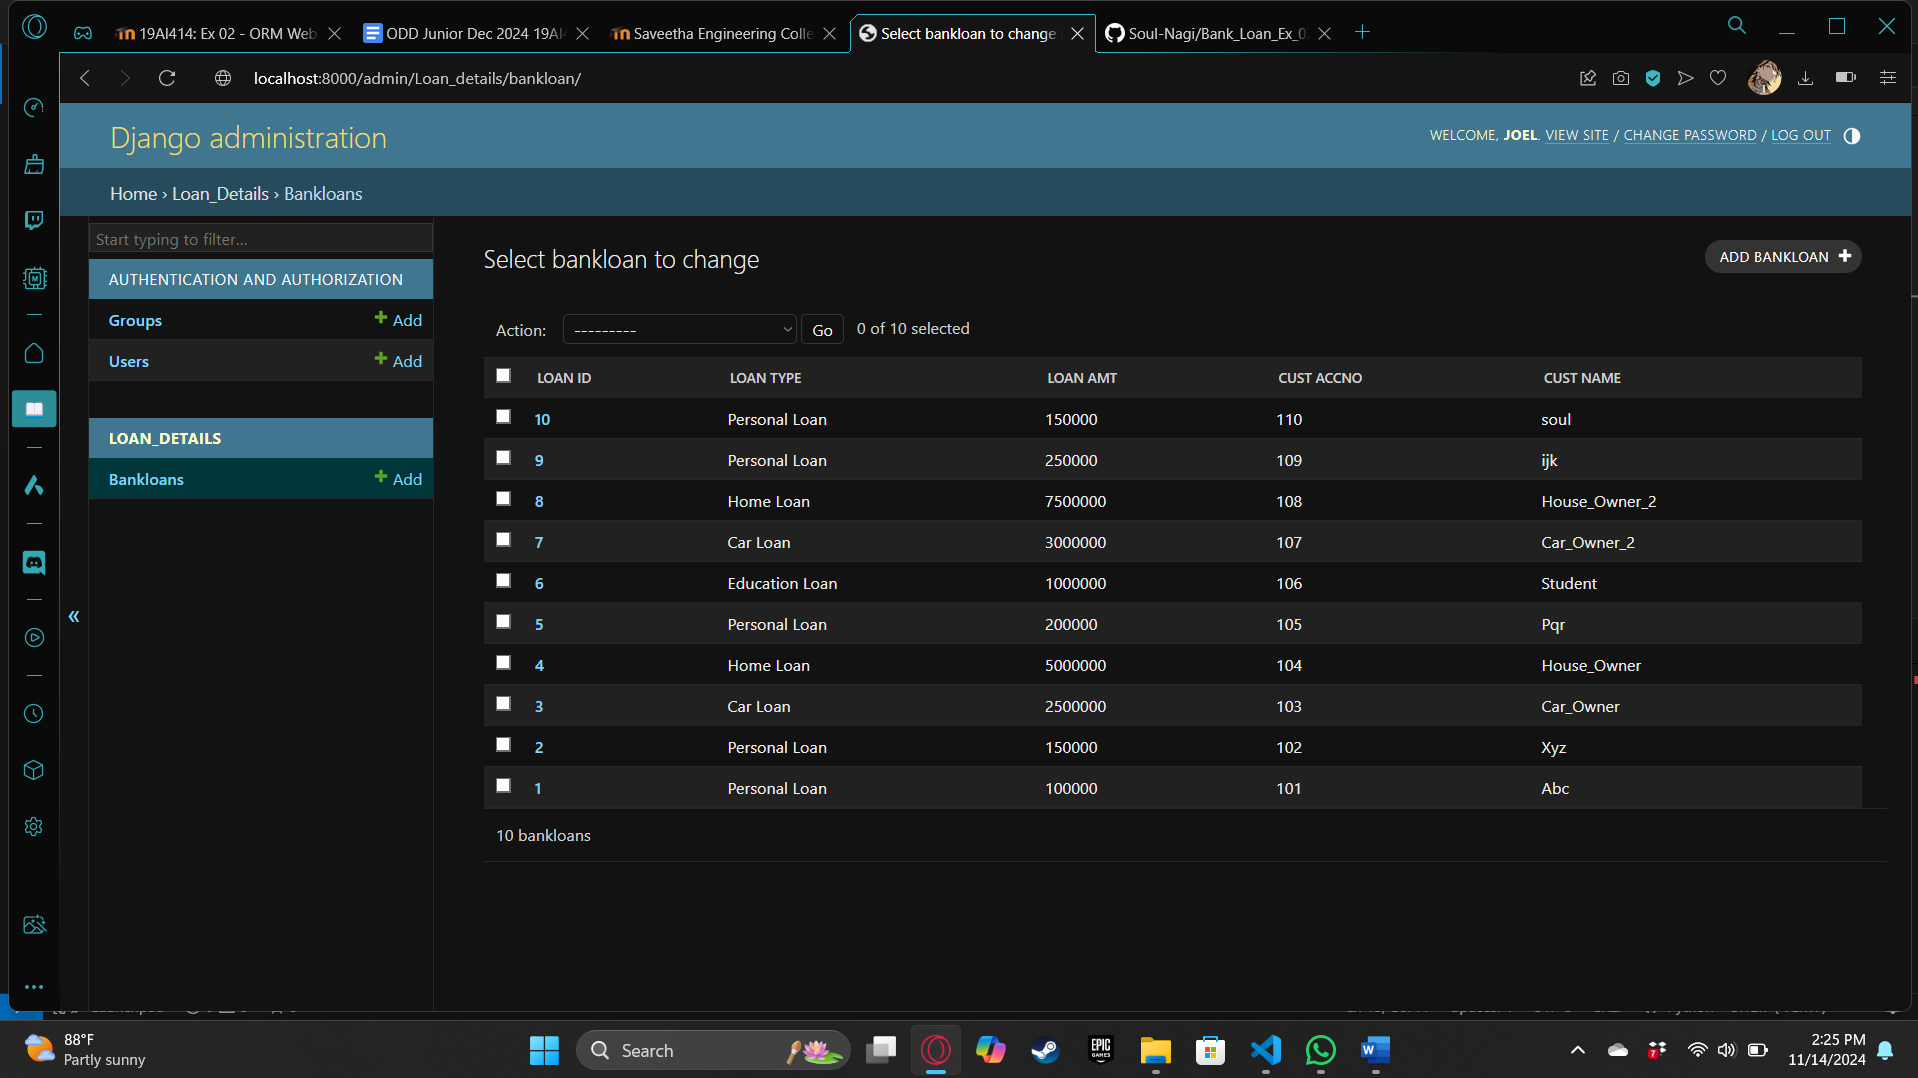 19AI414: Ex 02 - ORM Web
ODD Junior Dec 2024 19AI
Saveetha Engineering Colle
Select bankloan to change
Soul-Nagi/Bank_Loan_Ex_0
localhost:8000/admin/Loan_details/bankloan/
Django administration
WELCOME, JOEL. VIEW SITE / CHANGE PASSWORD / LOG OUT
Home › Loan_Details › Bankloans
Start typing to filter...
AUTHENTICATION AND AUTHORIZATION
Groups + Add
Users + Add
LOAN_DETAILS
Bankloans + Add
«
Select bankloan to change
ADD BANKLOAN +
Action: --------- Go 0 of 10 selected
LOAN ID LOAN TYPE LOAN AMT CUST ACCNO CUST NAME
10 Personal Loan 150000 110 soul
9 Personal Loan 250000 109 ijk
8 Home Loan 7500000 108 House_Owner_2
7 Car Loan 3000000 107 Car_Owner_2
6 Education Loan 1000000 106 Student
5 Personal Loan 200000 105 Pqr
4 Home Loan 5000000 104 House_Owner
3 Car Loan 2500000 103 Car_Owner
2 Personal Loan 150000 102 Xyz
1 Personal Loan 100000 101 Abc
10 bankloans
88°F
Partly sunny
Search
EPIC
GAMES
2:25 PM
11/14/2024